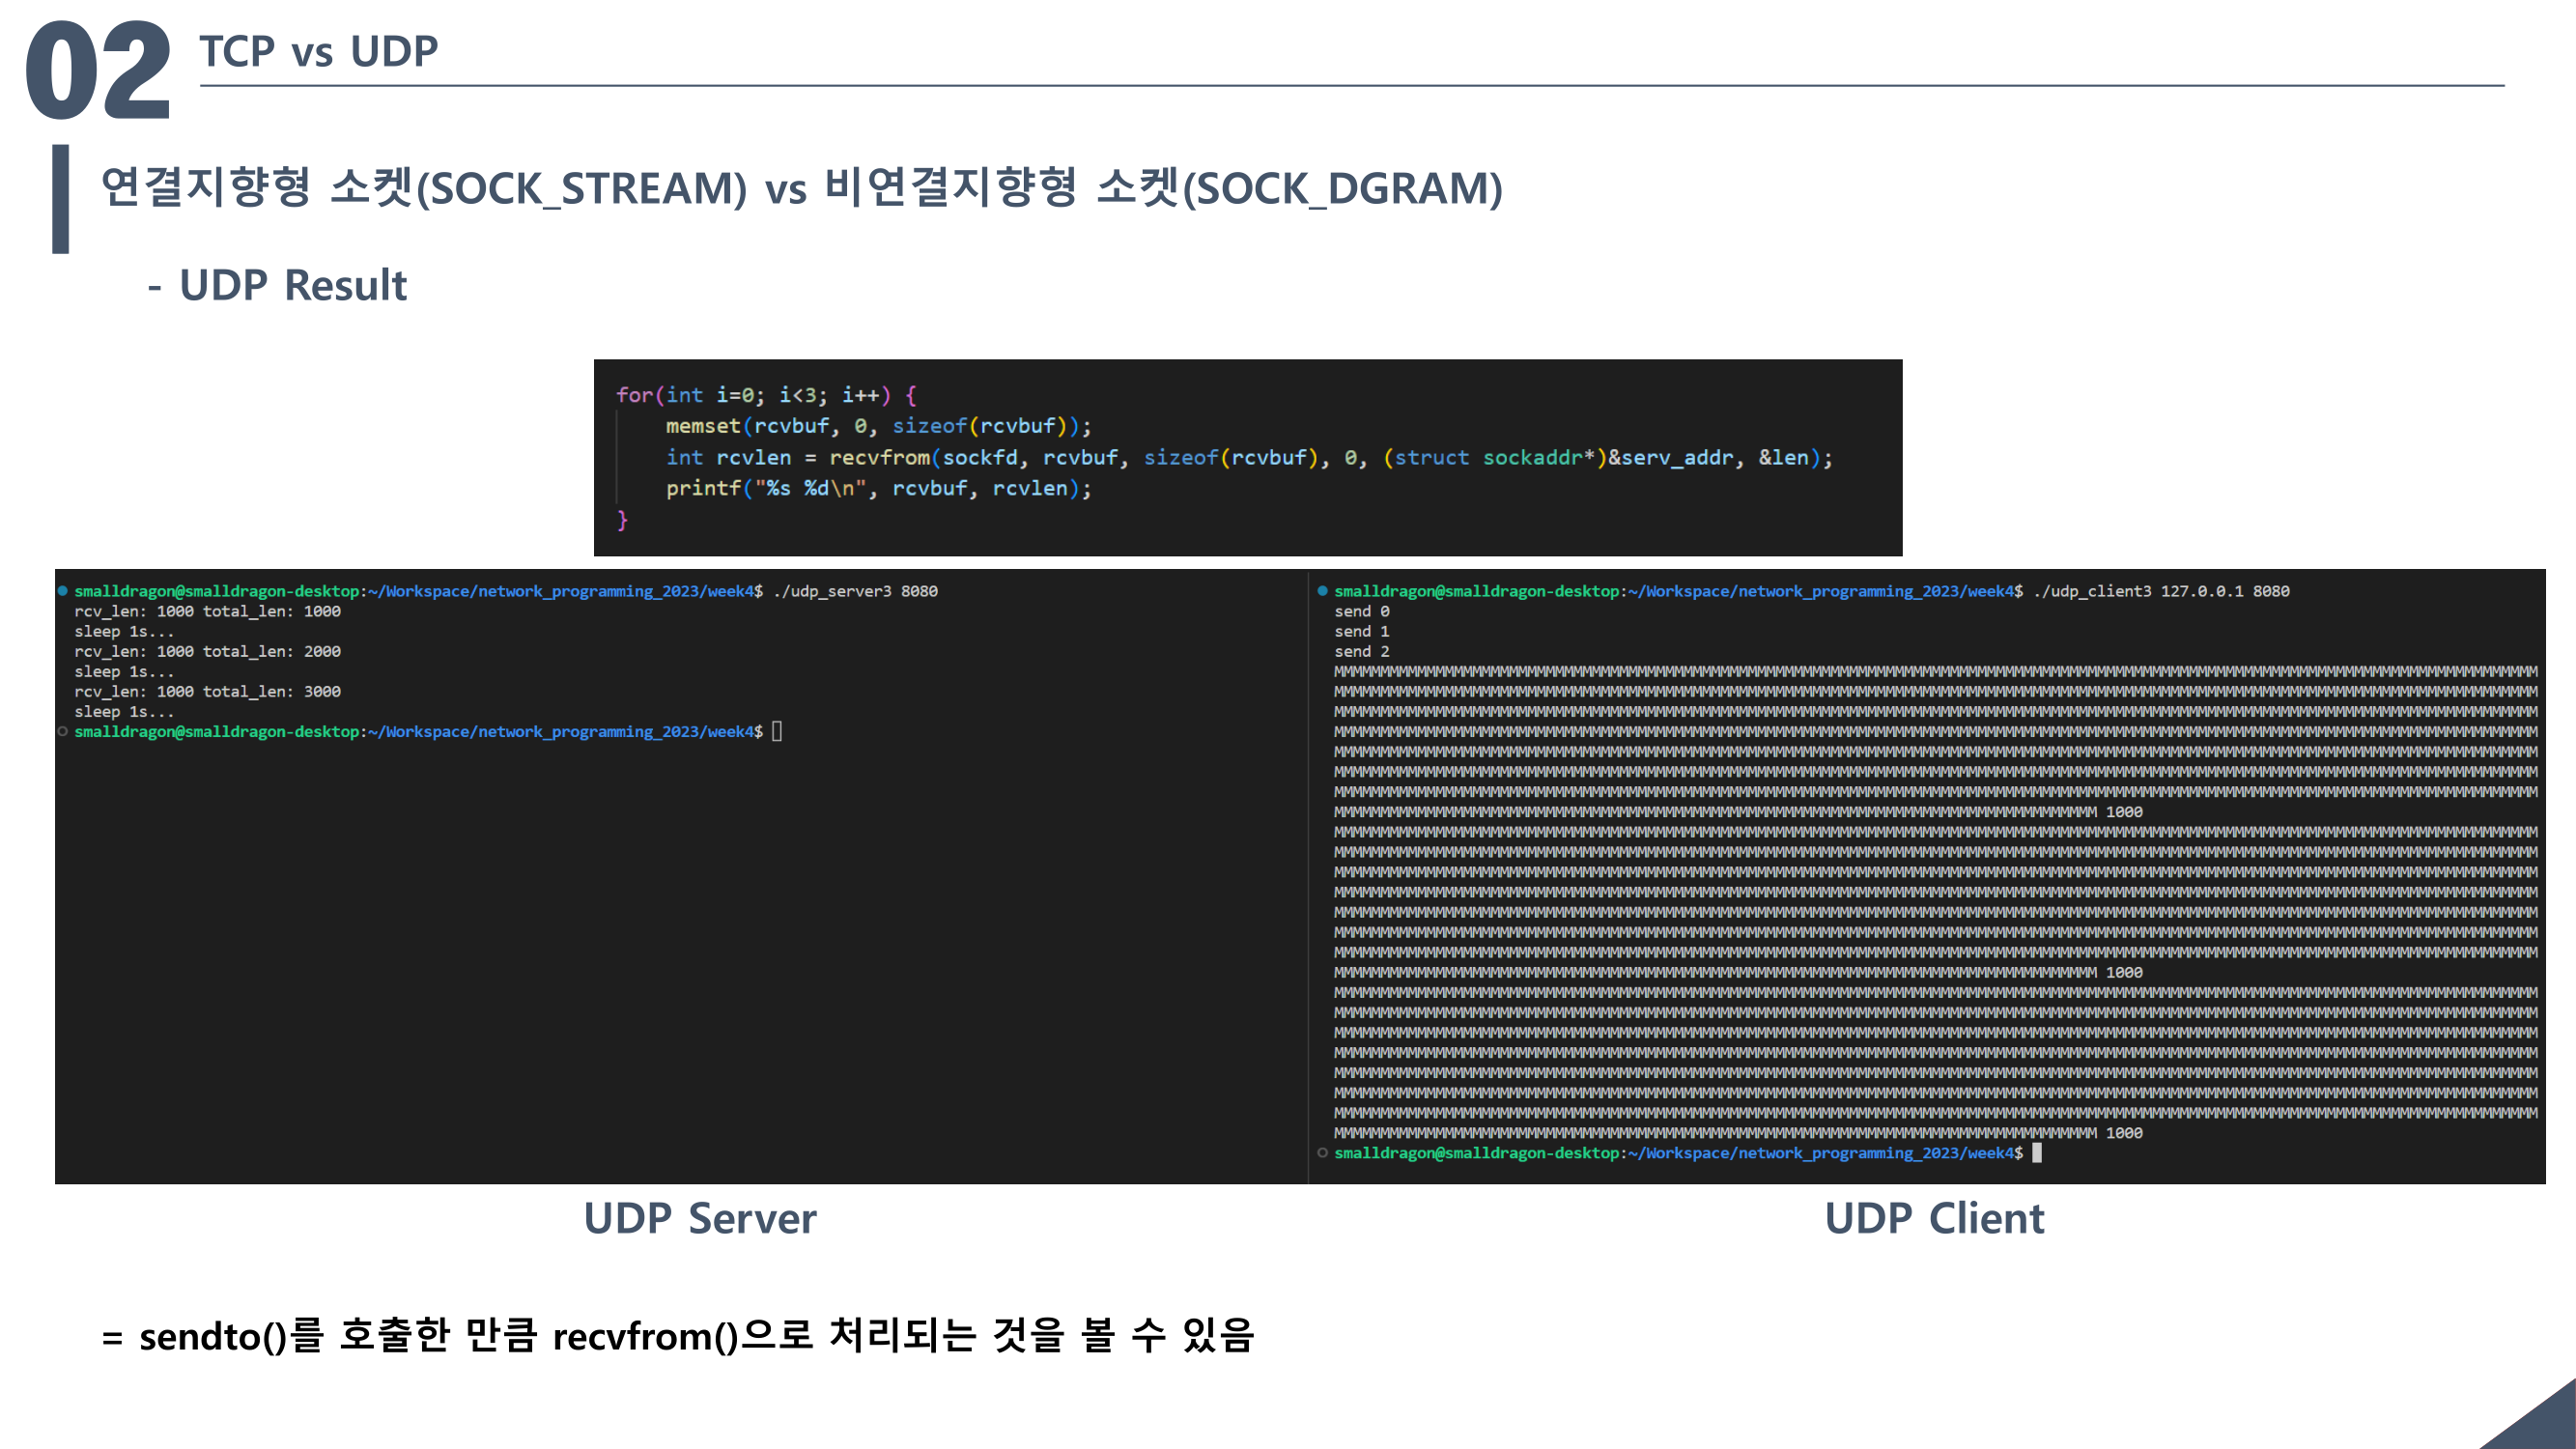 02 TCP vs UDP
연결지향형 소켓(SOCK_STREAM) vs 비연결지향형 소켓(SOCK_DGRAM)
- UDP Result
for(int i=0; i<3; i++) {
memset(rcvbuf, 0, sizeof(rcvbuf));
int rcvlen = recvfrom(sockfd, rcvbuf, sizeof(rcvbuf), 0, (struct sockaddr*)&serv_addr, &len);
printf("%s %d\n", rcvbuf, rcvlen);
}
smalldragon@smalldragon-desktop:~/Workspace/network_programming_2023/week4$ ./udp_server3 8080
rcv_len: 1000 total_len: 1000
sleep 1s...
rcv_len: 1000 total_len: 2000
sleep 1s...
rcv_len: 1000 total_len: 3000
sleep 1s...
smalldragon@smalldragon-desktop:~/Workspace/network_programming_2023/week4$
smalldragon@smalldragon-desktop:~/Workspace/network_programming_2023/week4$ ./udp_client3 127.0.0.1 8080
send 0
send 1
send 2
1000
1000
1000
smalldragon@smalldragon-desktop:~/Workspace/network_programming_2023/week4$
UDP Server
UDP Client
= sendto()를 호출한 만큼 recvfrom()으로 처리되는 것을 볼 수 있음